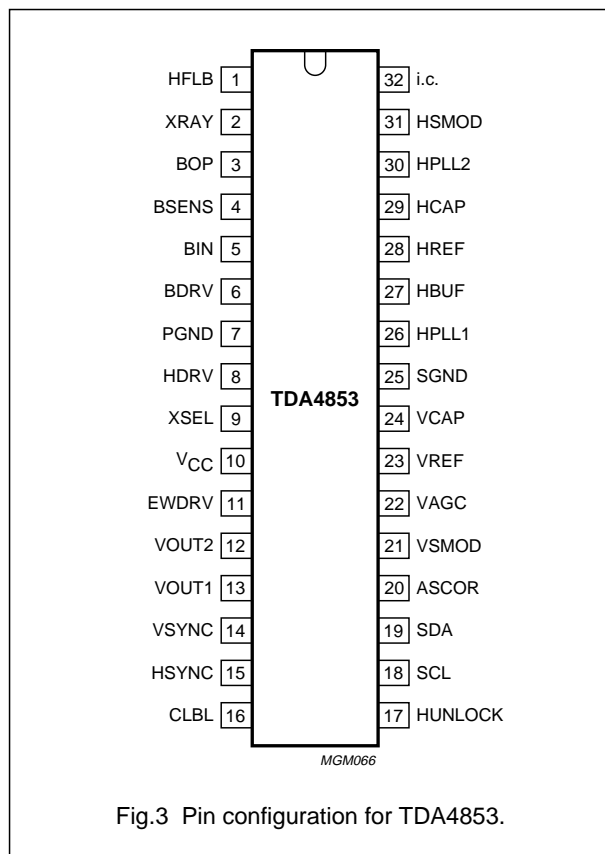 HFLB 1 32 i.c.
XRAY 2 31 HSMOD
BOP 3 30 HPLL2
BSENS 4 29 HCAP
BIN 5 28 HREF
BDRV 6 27 HBUF
PGND 7 26 HPLL1
HDRV 8 25 SGND
TDA4853
XSEL 9 24 VCAP
VCC 10 23 VREF
EWDRV 11 22 VAGC
VOUT2 12 21 VSMOD
VOUT1 13 20 ASCOR
VSYNC 14 19 SDA
HSYNC 15 18 SCL
CLBL 16 17 HUNLOCK
MGM066
Fig.3 Pin configuration for TDA4853.